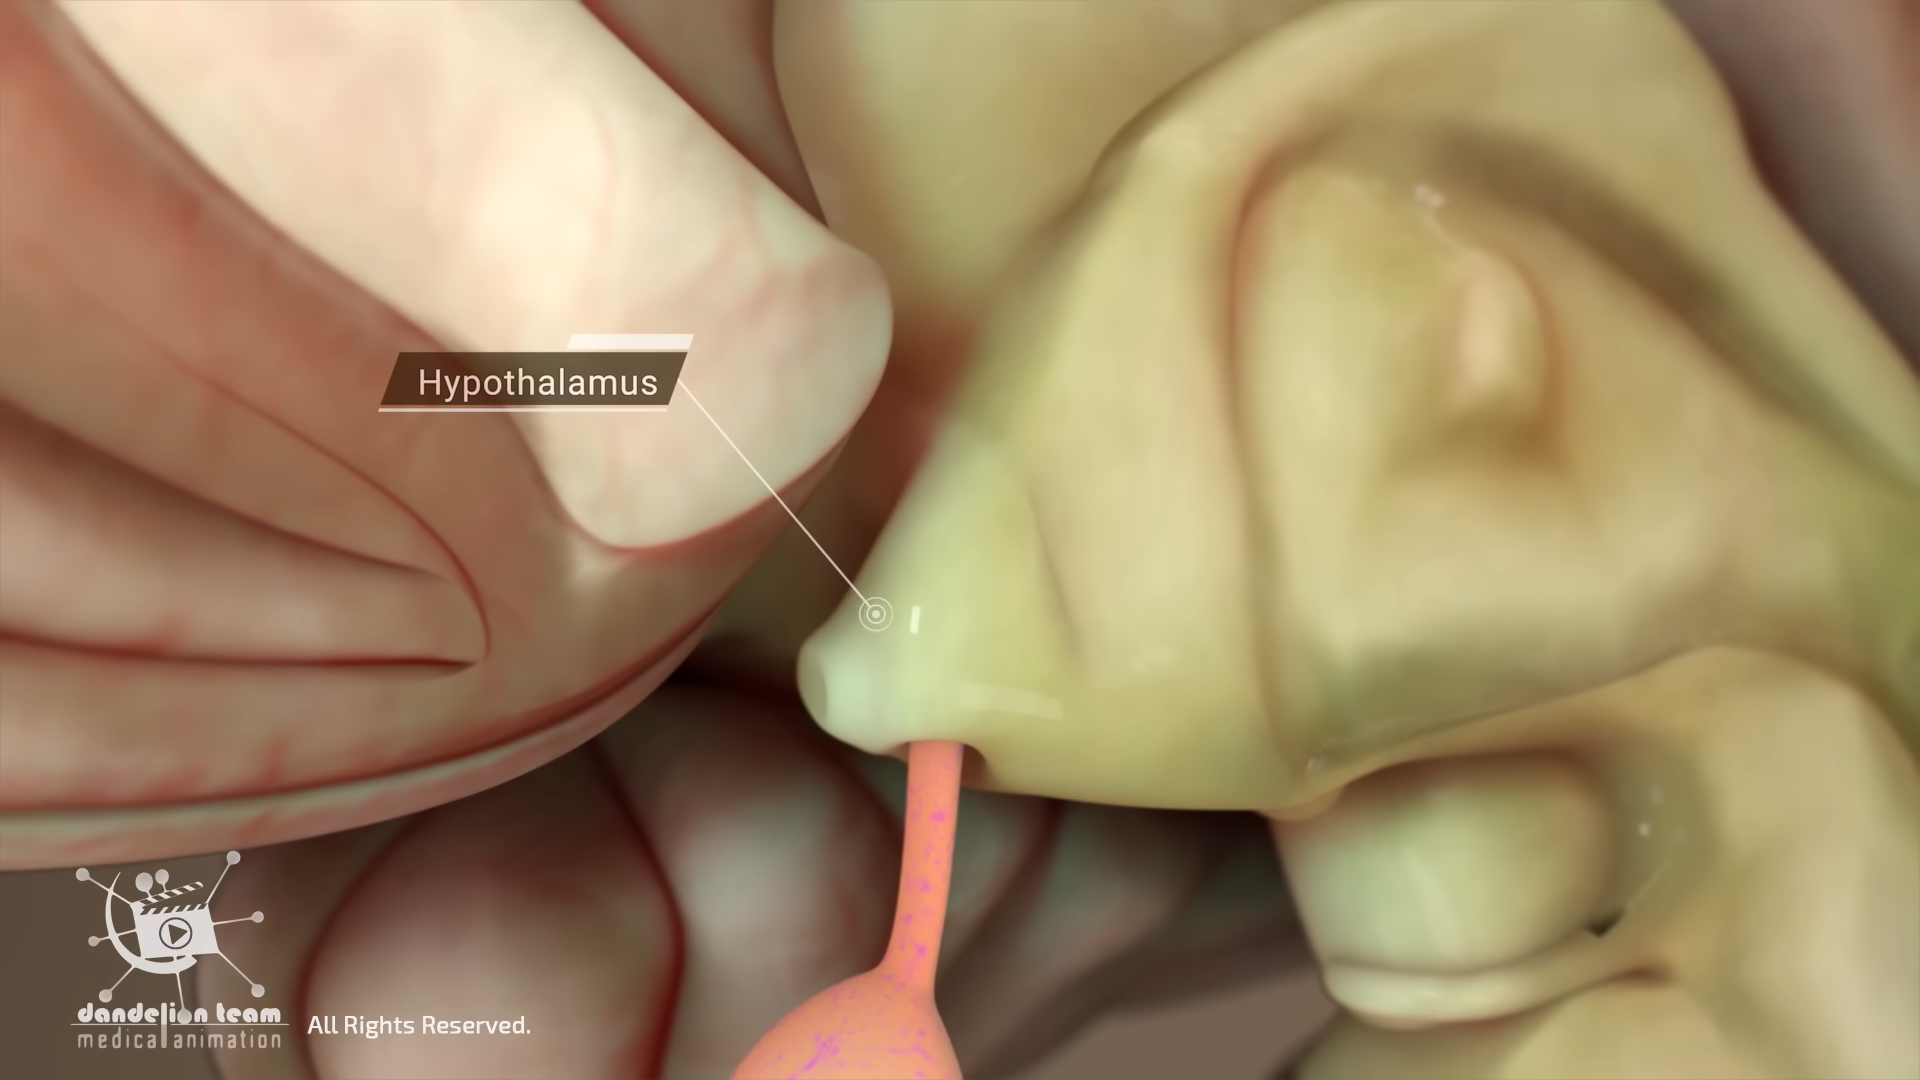 Hypothalamus
dandelion team
medical animation
All Rights Reserved.